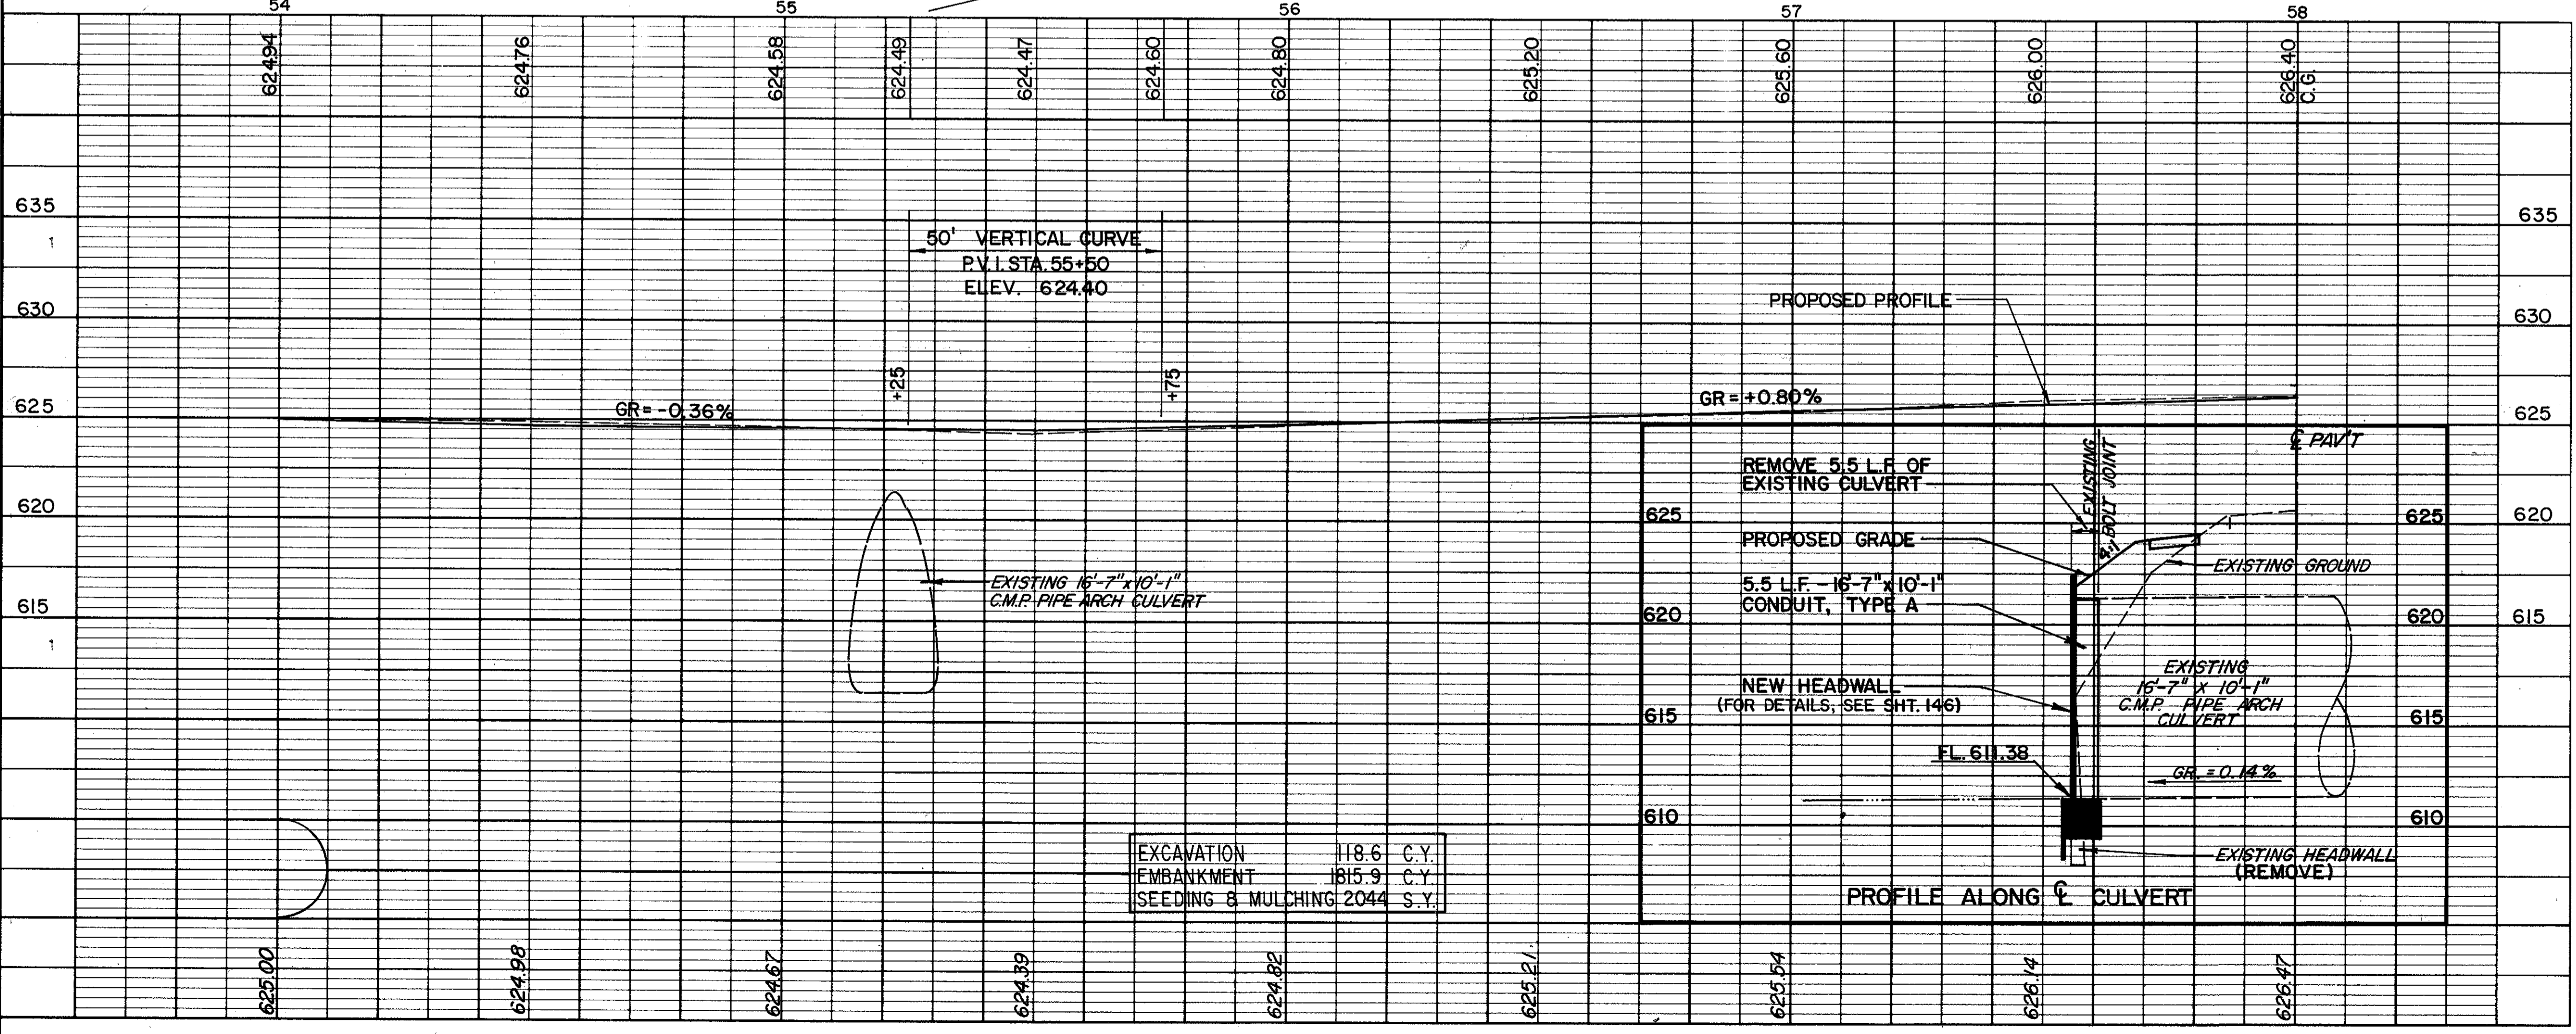 54 55 56 57 58
624.94 624.76 624.58 624.49 624.47 624.60 624.80 625.20 625.60 626.00 626.40
C.G.
635 635
50' VERTICAL CURVE
P.V.I. STA. 55+50
ELEV. 624.40
PROPOSED PROFILE
630 630
+25 +75
GR = -0.36%
GR = +0.80%
625 625
℄ PAV'T
REMOVE 5.5 L.F. OF
EXISTING CULVERT
EXISTING
BOLT JOINT
620 620
625 625
PROPOSED GRADE
4:1
EXISTING GROUND
EXISTING 16'-7" x 10'-1"
C.M.P. PIPE ARCH CULVERT
5.5 L.F. - 16'-7" x 10'-1"
CONDUIT, TYPE A
615 615
620 620
EXISTING
16'-7" X 10'-1"
C.M.P. PIPE ARCH
CULVERT
NEW HEADWALL
(FOR DETAILS, SEE SHT. 146)
615 615
FL. 611.38
GR. = 0.14%
610 610
EXCAVATION 118.6 C.Y.
EMBANKMENT 1815.9 C.Y.
SEEDING & MULCHING 2044 S.Y.
EXISTING HEADWALL
(REMOVE)
PROFILE ALONG ℄ CULVERT
625.00 624.98 624.67 624.39 624.82 625.21 625.54 626.14 626.47